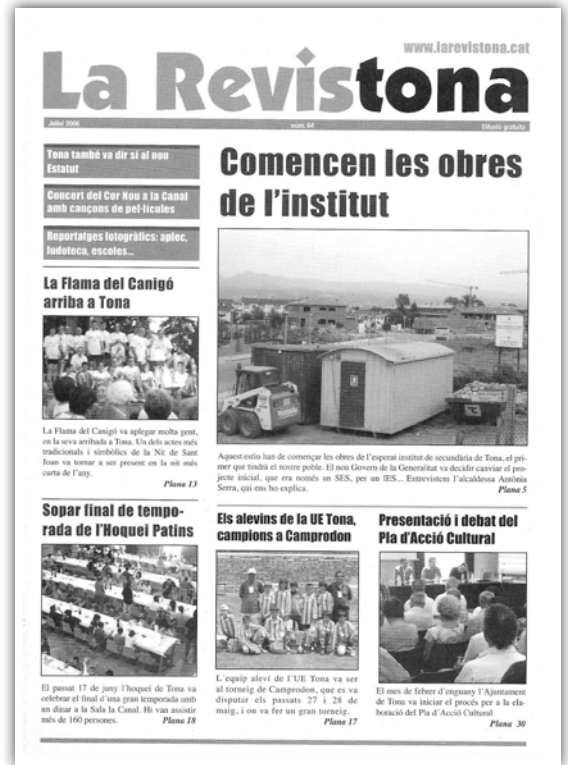 www.larevistona.cat
La Revistona
Juliol 2006
núm. 64
Difusió gratuïta
Tona també va dir sí al nou
Estatut
Concert del Cor Nou a la Canal
amb cançons de pel·lícules
Reportatges fotogràfics: aplec,
ludoteca, escoles...
La Flama del Canigó
arriba a Tona
La Flama del Canigó va aplegar molta gent,
en la seva arribada a Tona. Un dels actes més
tradicionals i simbòlics de la Nit de Sant
Joan va tornar a ser present en la nit més
curta de l'any.
Plana 13
Comencen les obres
de l'institut
Aquest estiu han de començar les obres de l'esperat institut de secundària de Tona, el pri-
mer que tindrà el nostre poble. El nou Govern de la Generalitat va decidir canviar el pro-
jecte inicial, que era només un SES, per un IES... Entrevistem l'alcaldessa Antònia
Serra, qui ens ho explica.
Plana 5
Sopar final de tempo-
rada de l'Hoquei Patins
El passat 17 de juny l'hoquei de Tona va
celebrar el final d'una gran temporada amb
un dinar a la Sala la Canal. Hi van assistir
més de 160 persones. Plana 18
Els alevins de la UE Tona,
campions a Camprodon
L'equip aleví de l'UE Tona va ser
al torneig de Camprodon, que es va
disputar els passats 27 i 28 de
maig, i on va fer un gran torneig.
Plana 17
Presentació i debat del
Pla d'Acció Cultural
El mes de febrer d'enguany l'Ajuntament
de Tona va iniciar el procés per a la ela-
boració del Pla d'Acció Cultural.
Plana 30